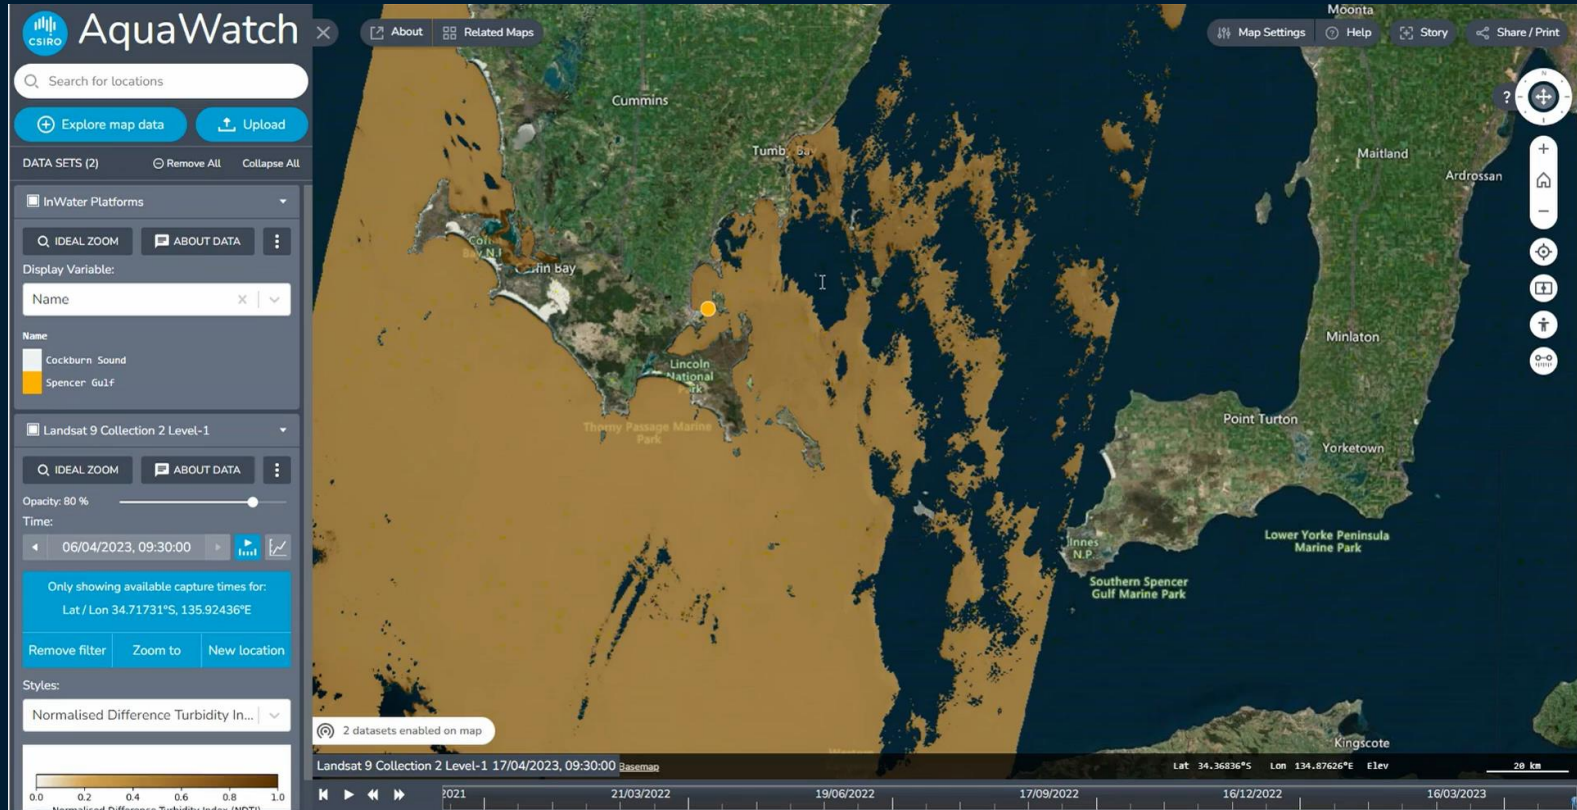 CSIRO
AquaWatch
About
Related Maps
Map Settings
Help
Story
Share / Print
Search for locations
Explore map data
Upload
DATA SETS (2)
Remove All
Collapse All
InWater Platforms
IDEAL ZOOM
ABOUT DATA
Display Variable:
Name
Name
Cockburn Sound
Spencer Gulf
Landsat 9 Collection 2 Level-1
IDEAL ZOOM
ABOUT DATA
Opacity: 80 %
Time:
06/04/2023, 09:30:00
Only showing available capture times for:
Lat / Lon 34.71731°S, 135.92436°E
Remove filter
Zoom to
New location
Styles:
Normalised Difference Turbidity In...
0.0 0.2 0.4 0.6 0.8 1.0
Normalised Difference Turbidity Index (NDTI)
Moonta
Cummins
Tumby Bay
Maitland
Ardrossan
N
?
Minlaton
Lincoln
National
Thorny Passage Marine
Park
Point Turton
Yorketown
Innes
N.P.
Lower Yorke Peninsula
Marine Park
Southern Spencer
Gulf Marine Park
Kingscote
2 datasets enabled on map
Landsat 9 Collection 2 Level-1 17/04/2023, 09:30:00
Basemap
Lat 34.36836°S Lon 134.87626°E Elev
20 km
2021
21/03/2022
19/06/2022
17/09/2022
16/12/2022
16/03/2023